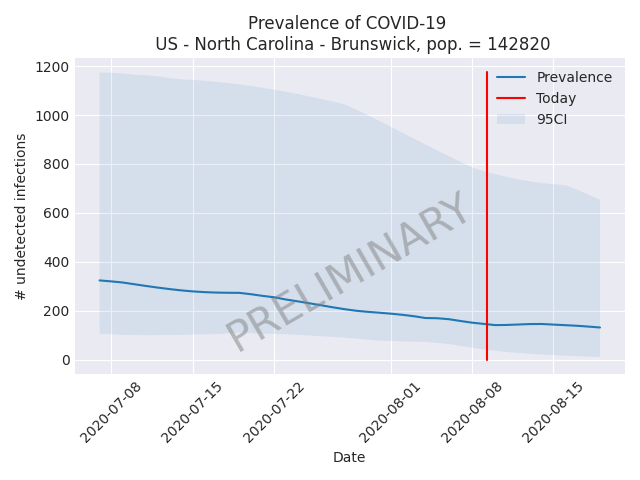 Prevalence of COVID-19
US - North Carolina - Brunswick, pop. = 142820
1200
1000
800
600
400
200
0
# undetected infections
Prevalence
Today
95CI
PRELIMINARY
2020-07-08
2020-07-15
2020-07-22
2020-08-01
2020-08-08
2020-08-15
Date